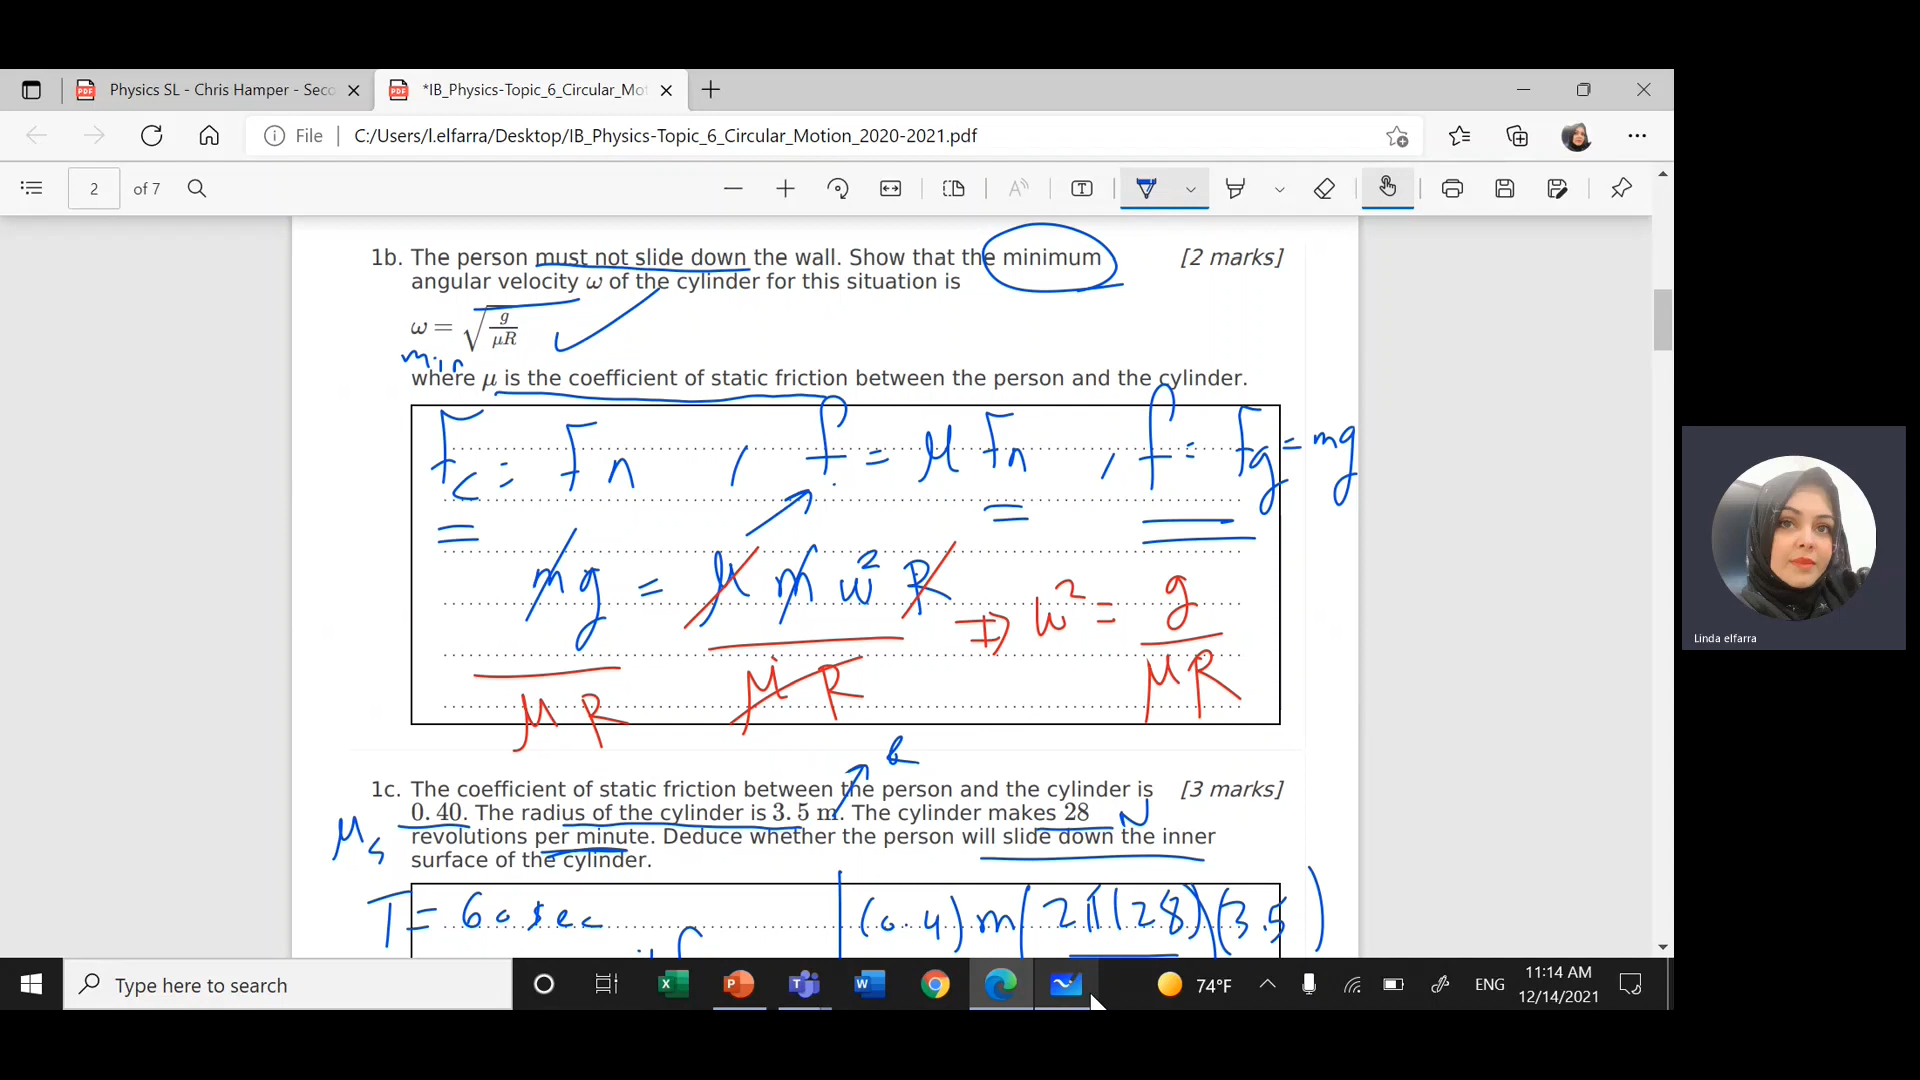 Physics SL - Chris Hamper - Seco
*IB_Physics-Topic_6_Circular_Mot
File | C:/Users/l.elfarra/Desktop/IB_Physics-Topic_6_Circular_Motion_2020-2021.pdf
2 of 7
1b. The person must not slide down the wall. Show that the minimum [2 marks]
angular velocity ω of the cylinder for this situation is
ω = √(g/μR)
min
where μ is the coefficient of static friction between the person and the cylinder.
Fc = Fn , f = μ Fn , f = Fg = mg
mg = μ m w² R ⇒ w² = g/μR
μR μR
R
1c. The coefficient of static friction between the person and the cylinder is [3 marks]
0.40. The radius of the cylinder is 3.5 m. The cylinder makes 28 N
μs revolutions per minute. Deduce whether the person will slide down the inner
surface of the cylinder.
T = 60 sec (0.4) m (2π(28)) (3.5)
Linda elfarra
Type here to search
74°F
ENG
11:14 AM
12/14/2021